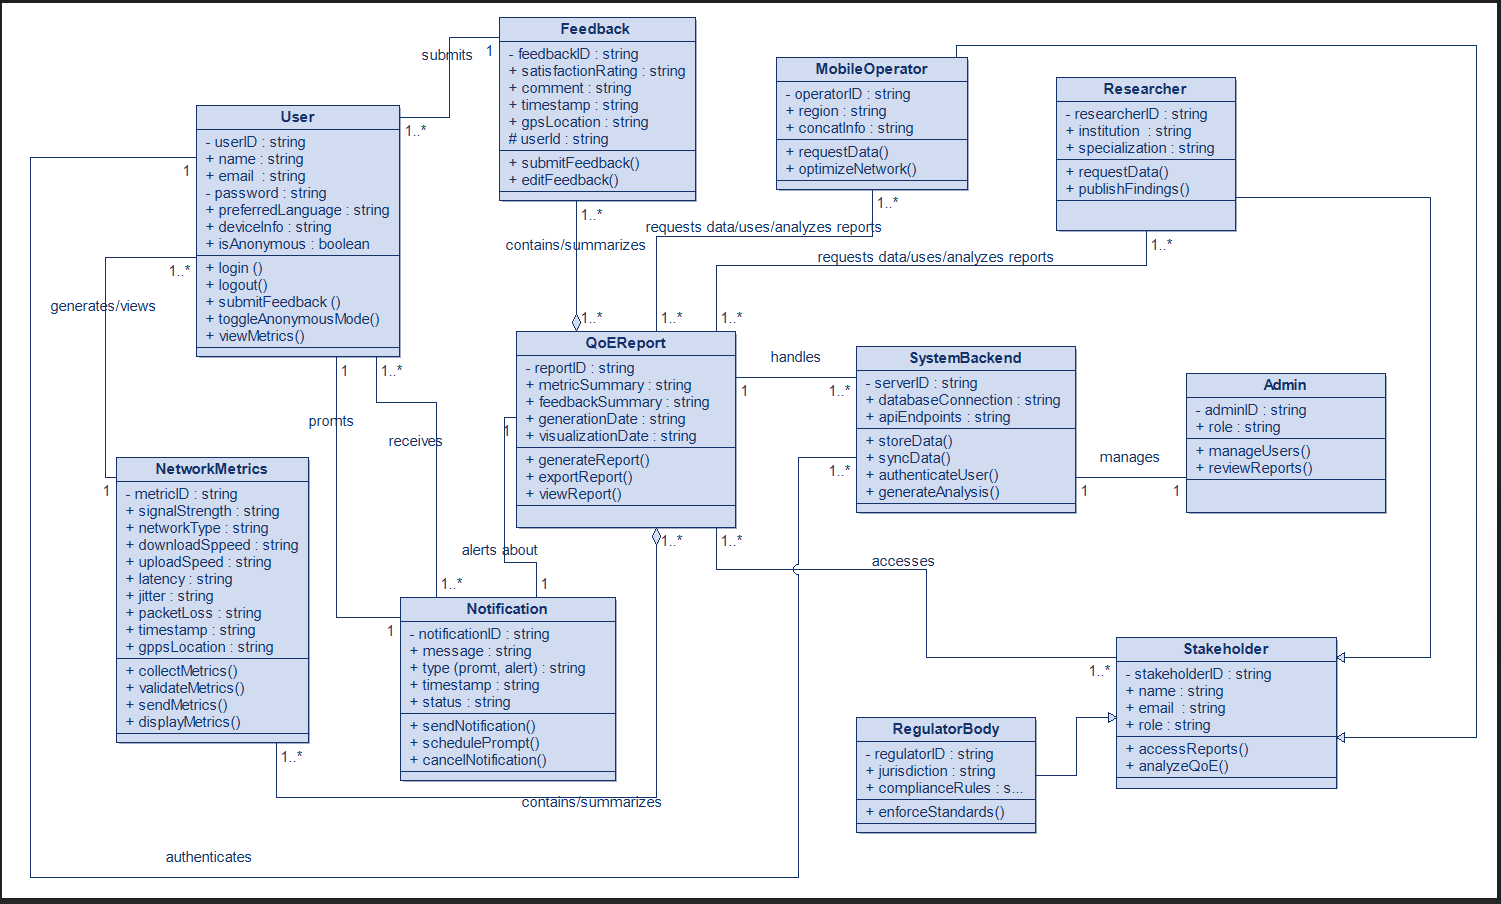 Feedback
- feedbackID : string
+ satisfactionRating : string
+ comment : string
+ timestamp : string
+ gpsLocation : string
# userId : string
+ submitFeedback()
+ editFeedback()
submits
1
1..*
1..*
contains/summarizes
1..*
MobileOperator
- operatorID : string
+ region : string
+ concatInfo : string
+ requestData()
+ optimizeNetwork()
1..*
requests data/uses/analyzes reports
1..*
Researcher
- researcherID : string
+ institution  : string
+ specialization : string
+ requestData()
+ publishFindings()
1..*
requests data/uses/analyzes reports
1..*
User
- userID : string
+ name : string
+ email  : string
- password : string
+ preferredLanguage : string
+ deviceInfo : string
+ isAnonymous : boolean
+ login ()
+ logout()
+ submitFeedback ()
+ toggleAnonymousMode()
+ viewMetrics()
1
1..*
generates/views
1
1
promts
1
1..*
receives
1..*
QoEReport
- reportID : string
+ metricSummary : string
+ feedbackSummary : string
+ generationDate : string
+ visualizationDate : string
+ generateReport()
+ exportReport()
+ viewReport()
1
alerts about
1
1..*
1..*
handles
1
1..*
SystemBackend
- serverID : string
+ databaseConnection : string
+ apiEndpoints : string
+ storeData()
+ syncData()
+ authenticateUser()
+ generateAnalysis()
1..*
manages
1
1
Admin
- adminID : string
+ role : string
+ manageUsers()
+ reviewReports()
NetworkMetrics
- metricID : string
+ signalStrength : string
+ networkType : string
+ downloadSppeed : string
+ uploadSpeed : string
+ latency : string
+ jitter : string
+ packetLoss : string
+ timestamp : string
+ gppsLocation : string
+ collectMetrics()
+ validateMetrics()
+ sendMetrics()
+ displayMetrics()
1..*
contains/summarizes
Notification
- notificationID : string
+ message : string
+ type (promt, alert) : string
+ timestamp : string
+ status : string
+ sendNotification()
+ schedulePrompt()
+ cancelNotification()
accesses
1..*
Stakeholder
- stakeholderID : string
+ name : string
+ email  : string
+ role : string
+ accessReports()
+ analyzeQoE()
RegulatorBody
- regulatorID : string
+ jurisdiction : string
+ complianceRules : s...
+ enforceStandards()
authenticates